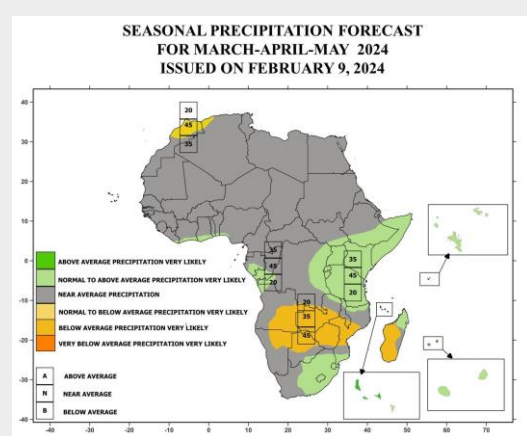 SEASONAL PRECIPITATION FORECAST
FOR MARCH-APRIL-MAY 2024
ISSUED ON FEBRUARY 9, 2024
40
30
20
10
0
-10
-20
-30
-40
20
45
35
35
45
20
35
45
20
20
35
45
ABOVE AVERAGE PRECIPITATION VERY LIKELY
NORMAL TO ABOVE AVERAGE PRECIPITATION VERY LIKELY
NEAR AVERAGE PRECIPITATION
NORMAL TO BELOW AVERAGE PRECIPITATION VERY LIKELY
BELOW AVERAGE PRECIPITATION VERY LIKELY
VERY BELOW AVERAGE PRECIPITATION VERY LIKELY
A ABOVE AVERAGE
N NEAR AVERAGE
B BELOW AVERAGE
-30 -20 -10 0 10 20 30 40 50 60 70